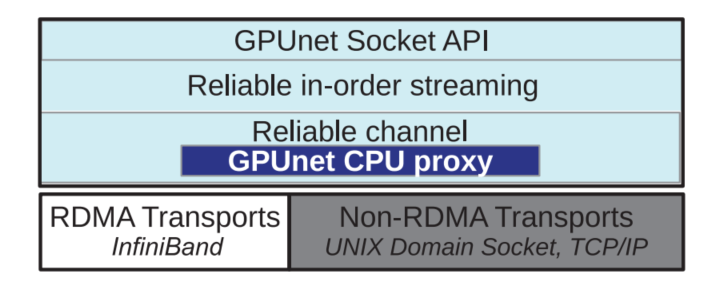 GPUnet Socket API
Reliable in-order streaming
Reliable channel
GPUnet CPU proxy
RDMA Transports
InfiniBand
Non-RDMA Transports
UNIX Domain Socket, TCP/IP